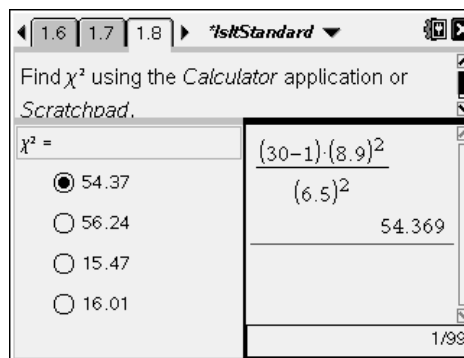 1.6 1.7 1.8 *IsItStandard
Find χ² using the Calculator application or
Scratchpad.
χ² =
54.37
56.24
15.47
16.01
(30−1)·(8.9)²
(6.5)²
54.369
1/99